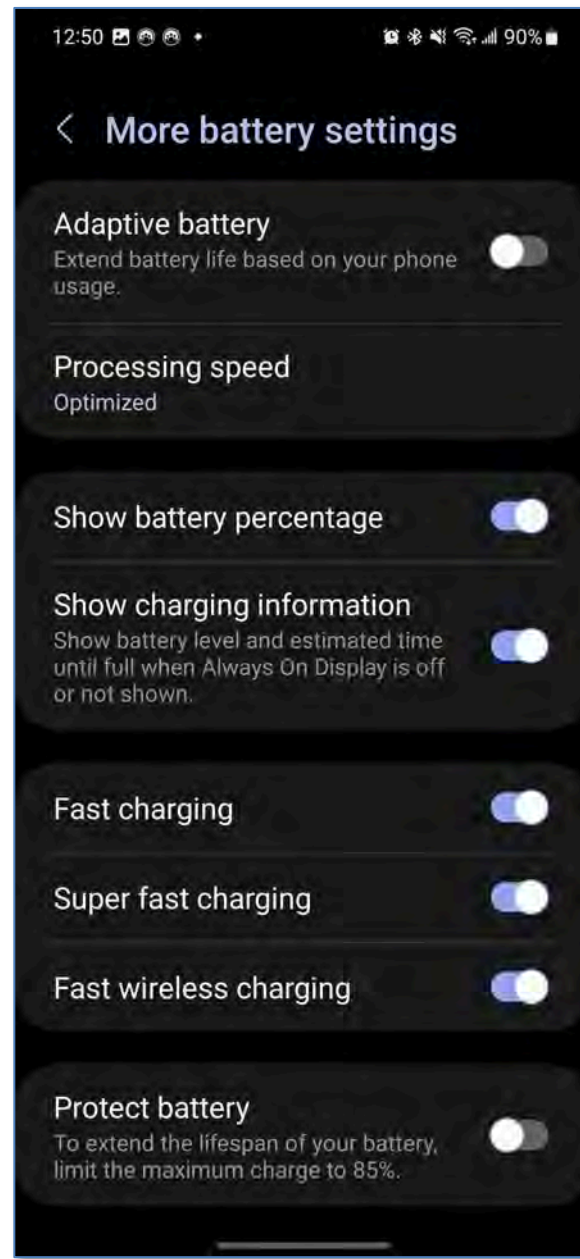 12:50 90%
More battery settings
Adaptive battery
Extend battery life based on your phone
usage.
Processing speed
Optimized
Show battery percentage
Show charging information
Show battery level and estimated time
until full when Always On Display is off
or not shown.
Fast charging
Super fast charging
Fast wireless charging
Protect battery
To extend the lifespan of your battery,
limit the maximum charge to 85%.